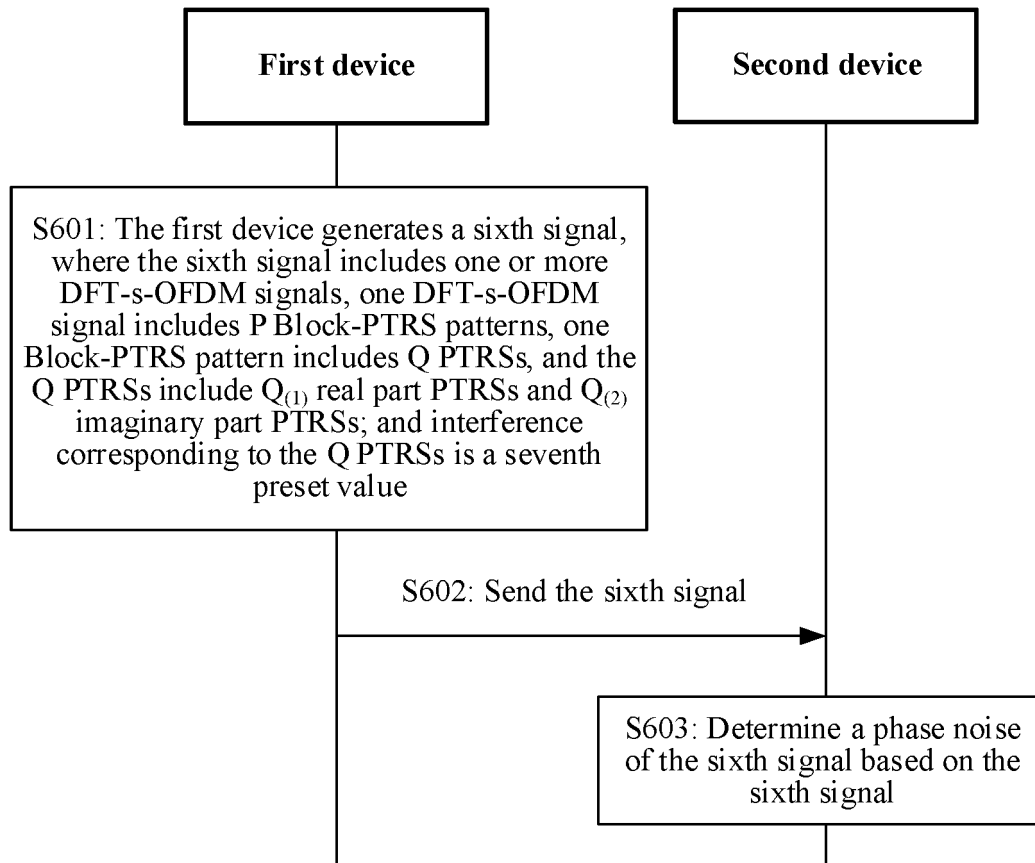 First device
Second device
S601: The first device generates a sixth signal,
where the sixth signal includes one or more
DFT-s-OFDM signals, one DFT-s-OFDM
signal includes P Block-PTRS patterns, one
Block-PTRS pattern includes Q PTRSs, and the
Q PTRSs include Q(1) real part PTRSs and Q(2)
imaginary part PTRSs; and interference
corresponding to the Q PTRSs is a seventh
preset value
S602: Send the sixth signal
S603: Determine a phase noise
of the sixth signal based on the
sixth signal